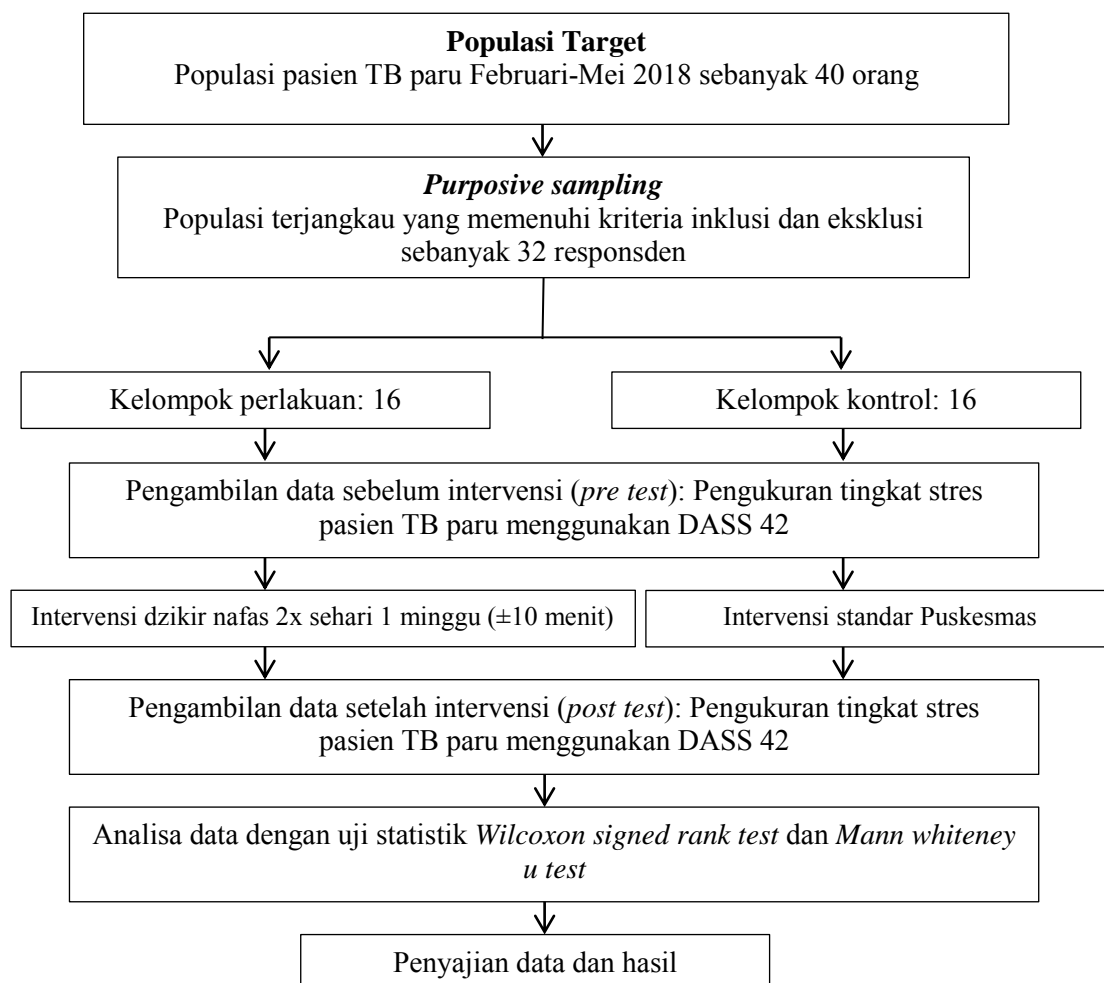 Populasi Target
Populasi pasien TB paru Februari-Mei 2018 sebanyak 40 orang
Purposive sampling
Populasi terjangkau yang memenuhi kriteria inklusi dan eksklusi
sebanyak 32 responsden
Kelompok perlakuan: 16
Kelompok kontrol: 16
Pengambilan data sebelum intervensi (pre test): Pengukuran tingkat stres
pasien TB paru menggunakan DASS 42
Intervensi dzikir nafas 2x sehari 1 minggu (±10 menit)
Intervensi standar Puskesmas
Pengambilan data setelah intervensi (post test): Pengukuran tingkat stres
pasien TB paru menggunakan DASS 42
Analisa data dengan uji statistik Wilcoxon signed rank test dan Mann whiteney
u test
Penyajian data dan hasil